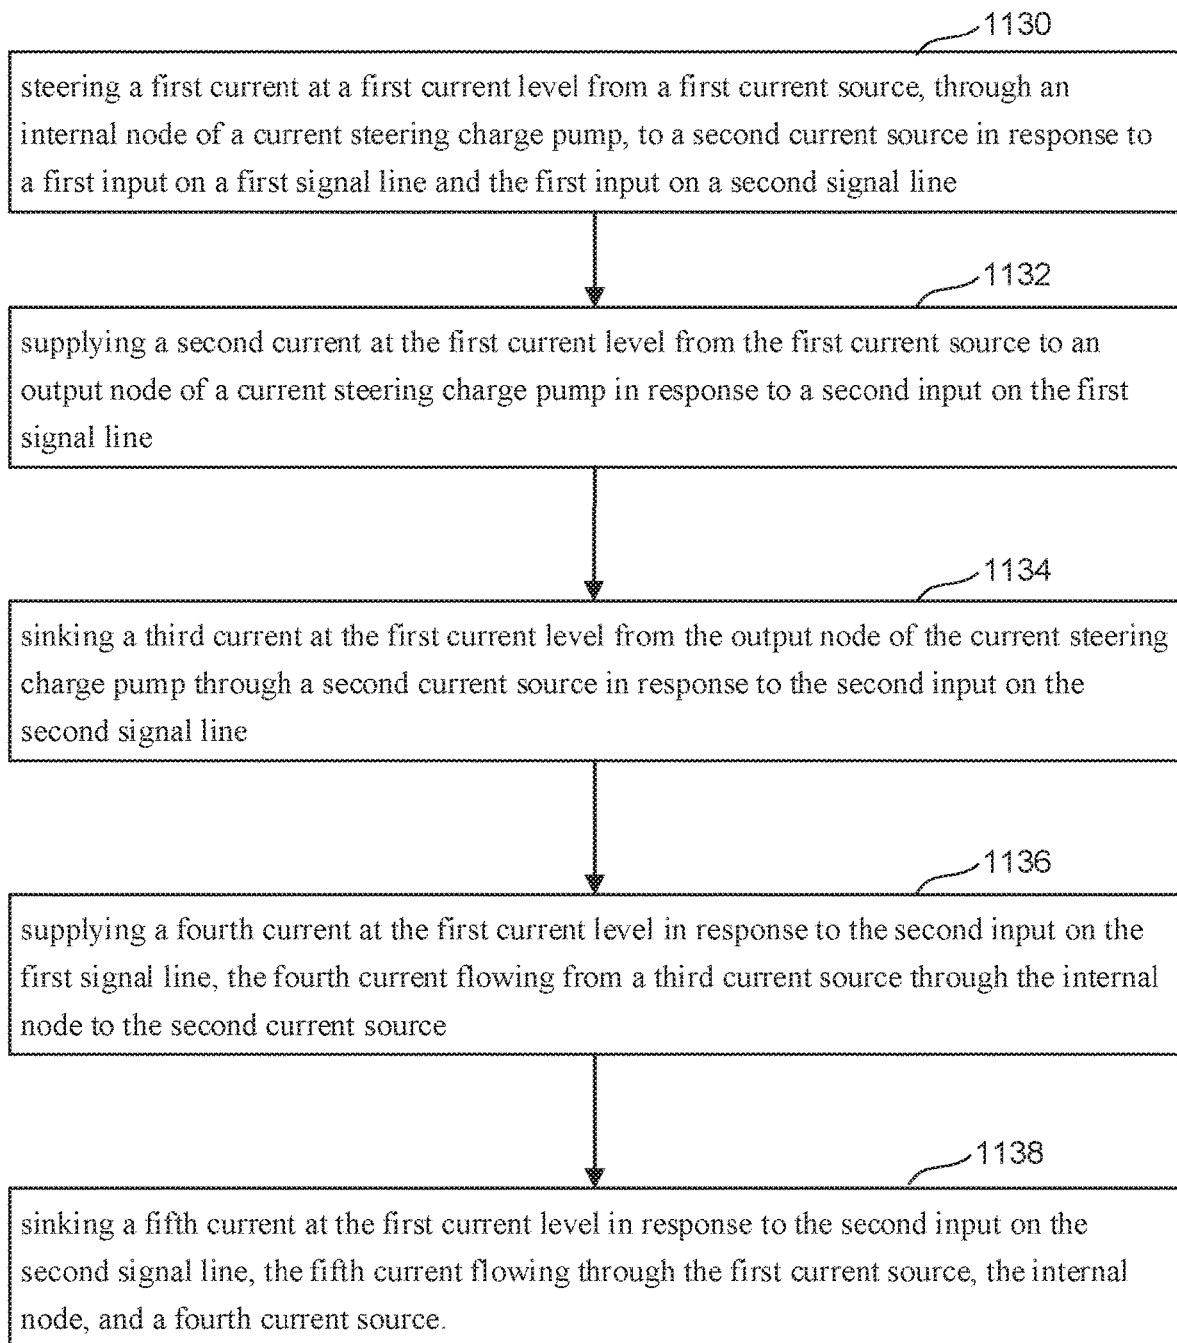 1130
steering a first current at a first current level from a first current source, through an
internal node of a current steering charge pump, to a second current source in response to
a first input on a first signal line and the first input on a second signal line
1132
supplying a second current at the first current level from the first current source to an
output node of a current steering charge pump in response to a second input on the first
signal line
1134
sinking a third current at the first current level from the output node of the current steering
charge pump through a second current source in response to the second input on the
second signal line
1136
supplying a fourth current at the first current level in response to the second input on the
first signal line, the fourth current flowing from a third current source through the internal
node to the second current source
1138
sinking a fifth current at the first current level in response to the second input on the
second signal line, the fifth current flowing through the first current source, the internal
node, and a fourth current source.